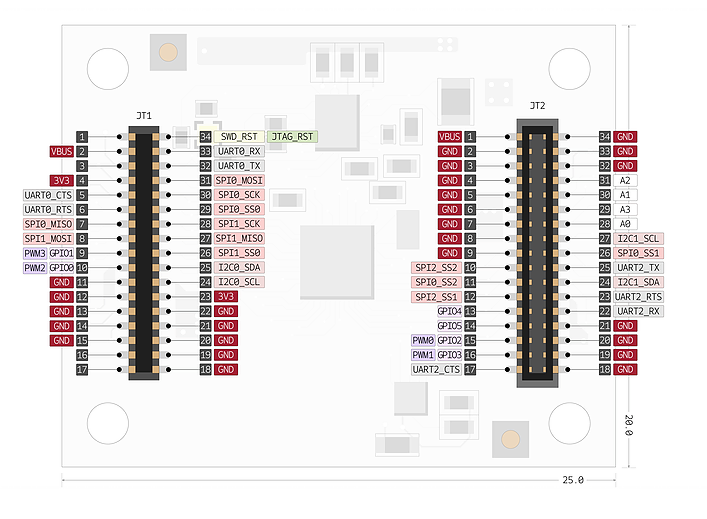 JT1
1 34 SWD_RST JTAG_RST
VBUS 2 33 UART0_RX
3 32 UART0_TX
3V3 4 31 SPI0_MOSI
UART0_CTS 5 30 SPI0_SCK
UART0_RTS 6 29 SPI0_SS0
SPI0_MISO 7 28 SPI1_SCK
SPI1_MOSI 8 27 SPI1_MISO
PWM3 GPIO1 9 26 SPI1_SS0
PWM2 GPIO0 10 25 I2C0_SDA
GND 11 24 I2C0_SCL
GND 12 23 3V3
GND 13 22 GND
GND 14 21 GND
GND 15 20 GND
16 19 GND
17 18 GND
JT2
VBUS 1 34 GND
GND 2 33 GND
GND 3 32 GND
GND 4 31 A2
GND 5 30 A1
GND 6 29 A3
GND 7 28 A0
GND 8 27 I2C1_SCL
GND 9 26 SPI0_SS1
SPI2_SS2 10 25 UART2_TX
SPI0_SS2 11 24 I2C1_SDA
SPI2_SS1 12 23 UART2_RTS
GPIO4 13 22 UART2_RX
GPIO5 14 21 GND
PWM0 GPIO2 15 20 GND
PWM1 GPIO3 16 19 GND
UART2_CTS 17 18 GND
20.0
25.0